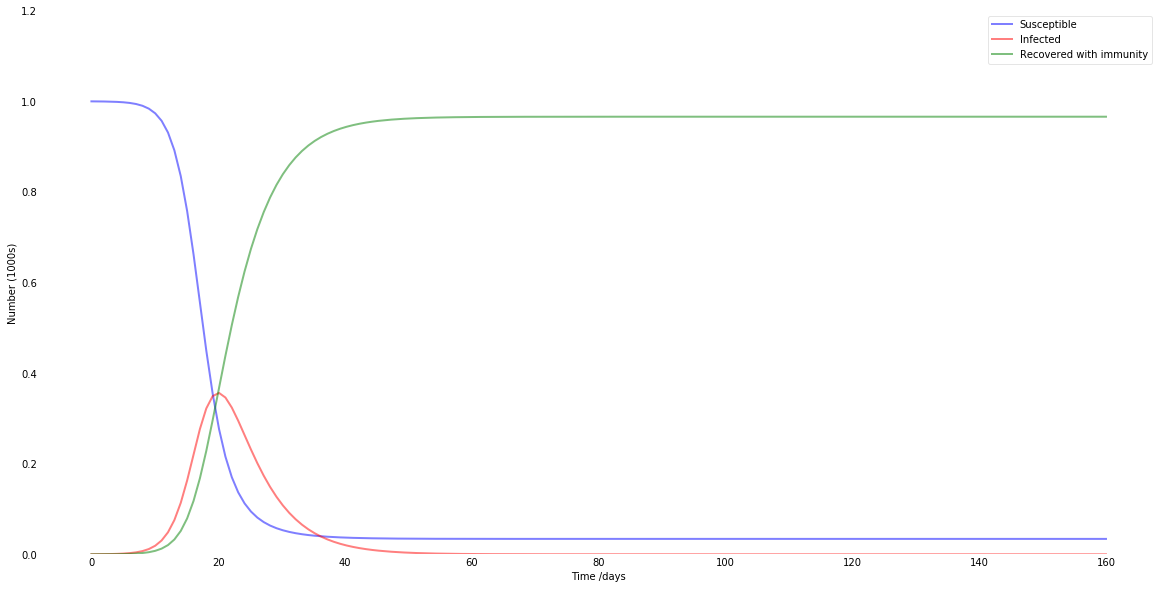 1.2
1.0
0.8
0.6
0.4
0.2
0.0
Number (1000s)
Susceptible
Infected
Recovered with immunity
0 20 40 60 80 100 120 140 160
Time /days